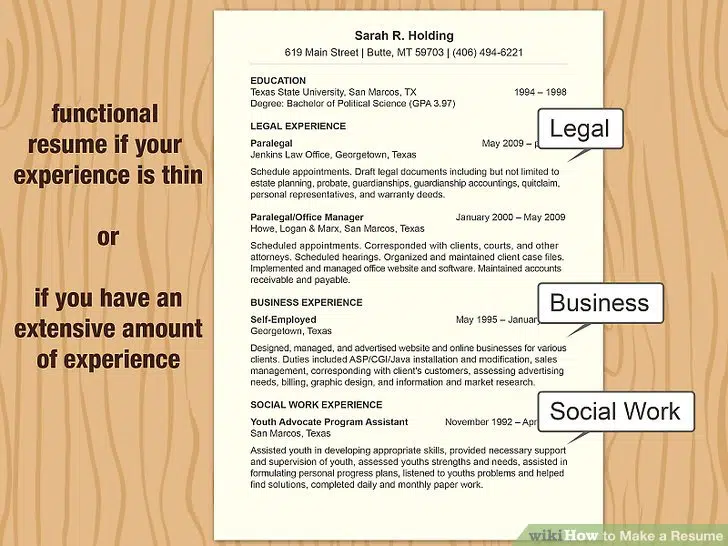 functional
resume if your
experience is thin
or
if you have an
extensive amount
of experience
Sarah R. Holding
619 Main Street | Butte, MT 59703 | (406) 494-6221
EDUCATION
Texas State University, San Marcos, TX 1994 – 1998
Degree: Bachelor of Political Science (GPA 3.97)
LEGAL EXPERIENCE
Paralegal May 2009 –
Jenkins Law Office, Georgetown, Texas
Schedule appointments. Draft legal documents including but not limited to
estate planning, probate, guardianships, guardianship accountings, quitclaim,
personal representatives, and warranty deeds.
Paralegal/Office Manager January 2000 – May 2009
Howe, Logan & Marx, San Marcos, Texas
Scheduled appointments. Corresponded with clients, courts, and other
attorneys. Scheduled hearings. Organized and maintained client case files.
Implemented and managed office website and software. Maintained accounts
receivable and payable.
BUSINESS EXPERIENCE
Self-Employed May 1995 –
Georgetown, Texas
Designed, managed, and advertised website and online businesses for various
clients. Duties included ASP/CGI/Java installation and modification, sales
management, corresponding with client's customers, assessing advertising
needs, billing, graphic design, and information and market research.
SOCIAL WORK EXPERIENCE
Youth Advocate Program Assistant November 1992 –
San Marcos, Texas
Assisted youth in developing appropriate skills, provided necessary support
and supervision of youth, assessed youths strengths and needs, assisted in
formulating personal progress plans, listened to youths problems and helped
find solutions, completed daily and monthly paper work.
Legal
Business
Social Work
wikiHow to Make a Resume